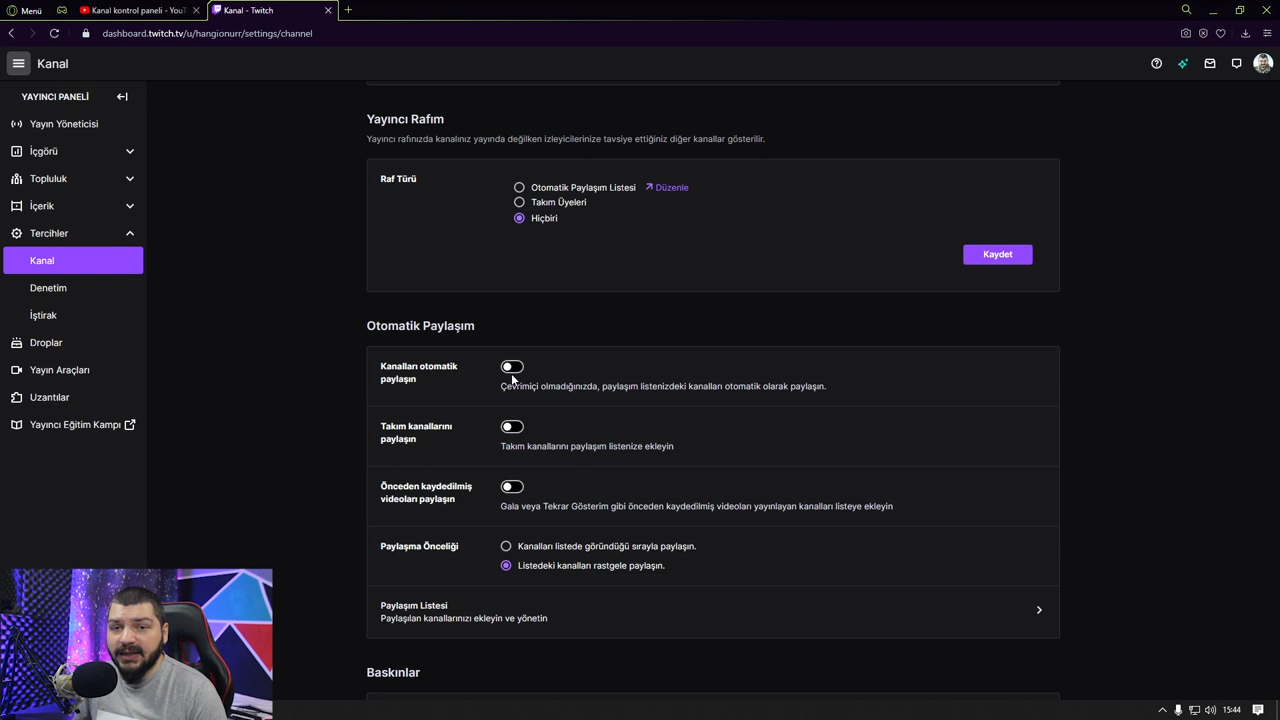 Menü
Kanal kontrol paneli - YouT
Kanal - Twitch
dashboard.twitch.tv/u/hangionurr/settings/channel
Kanal
YAYINCI PANELİ
Yayın Yöneticisi
İçgörü
Topluluk
İçerik
Tercihler
Kanal
Denetim
İştirak
Droplar
Yayın Araçları
Uzantılar
Yayıncı Eğitim Kampı
Yayıncı Rafım
Yayıncı rafınızda kanalınız yayında değilken izleyicilerinize tavsiye ettiğiniz diğer kanallar gösterilir.
Raf Türü
Otomatik Paylaşım Listesi Düzenle
Takım Üyeleri
Hiçbiri
Kaydet
Otomatik Paylaşım
Kanalları otomatik
paylaşın
Çevrimiçi olmadığınızda, paylaşım listenizdeki kanalları otomatik olarak paylaşın.
Takım kanallarını
paylaşın
Takım kanallarını paylaşım listenize ekleyin
Önceden kaydedilmiş
videoları paylaşın
Gala veya Tekrar Gösterim gibi önceden kaydedilmiş videoları yayınlayan kanalları listeye ekleyin
Paylaşma Önceliği
Kanalları listede göründüğü sırayla paylaşın.
Listedeki kanalları rastgele paylaşın.
Paylaşım Listesi
Paylaşılan kanallarınızı ekleyin ve yönetin
Baskınlar
15:44